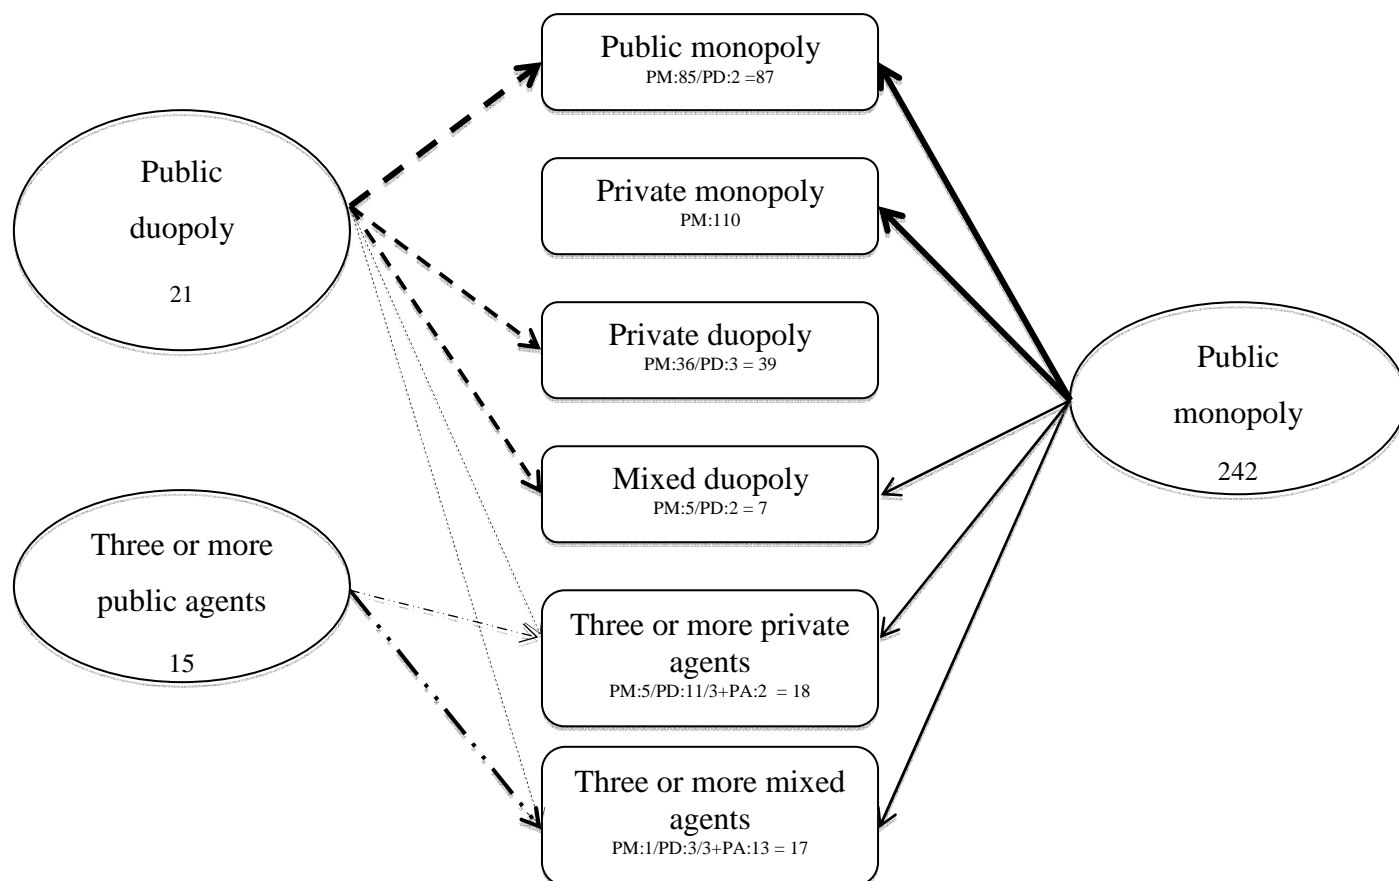 Public
duopoly
21
Three or more
public agents
15
Public monopoly
PM:85/PD:2 =87
Private monopoly
PM:110
Private duopoly
PM:36/PD:3 = 39
Mixed duopoly
PM:5/PD:2 = 7
Three or more private
agents
PM:5/PD:11/3+PA:2 = 18
Three or more mixed
agents
PM:1/PD:3/3+PA:13 = 17
Public
monopoly
242